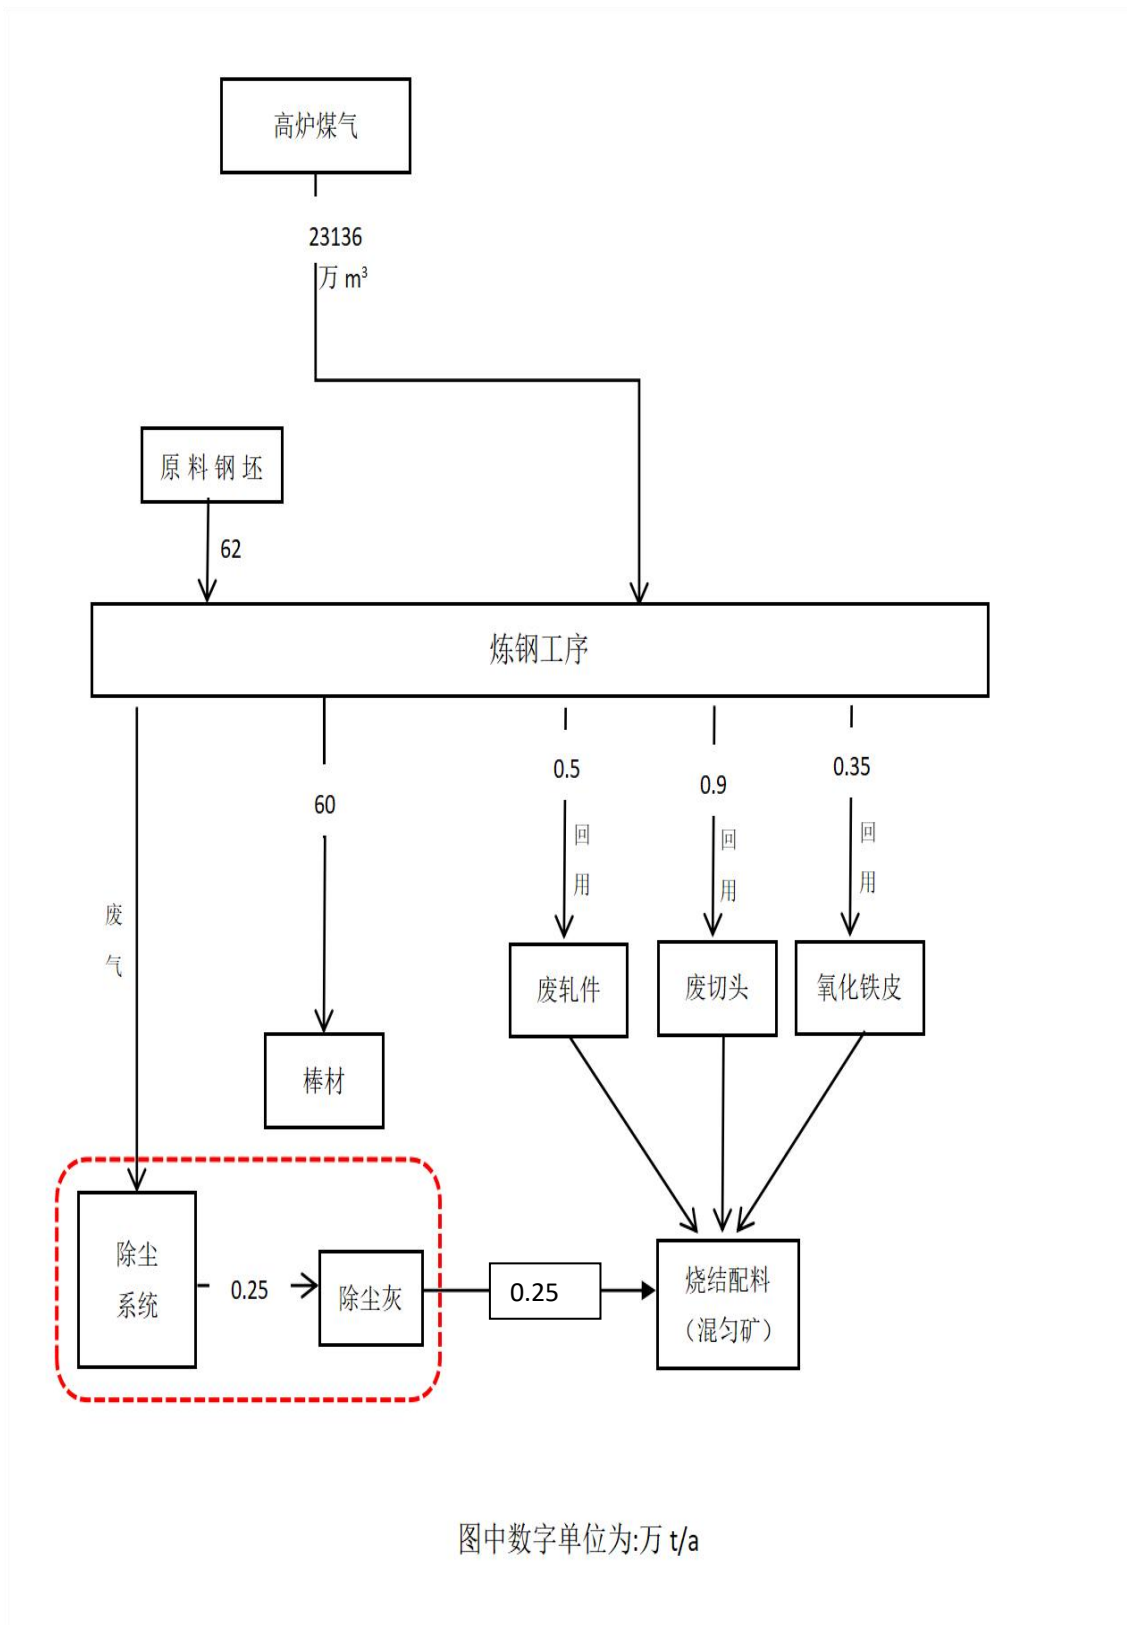 高炉煤气
23136
万 m³
原 料 钢 坯
62
炼钢工序
0.5
0.9
0.35
60
回
用
回
用
回
用
废
气
废轧件
废切头
氧化铁皮
棒材
除尘
系统
0.25
除尘灰
0.25
烧结配料
（混匀矿）
图中数字单位为:万 t/a